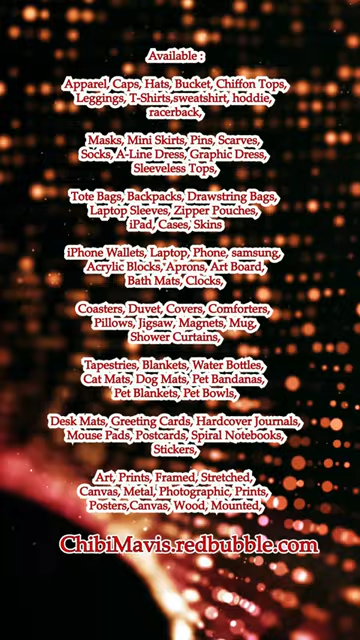 Available :
Apparel, Caps, Hats, Bucket, Chiffon Tops,
Leggings, T-Shirts,sweatshirt, hoddie,
racerback,
Masks, Mini Skirts, Pins, Scarves,
Socks, A-Line Dress, Graphic Dress,
Sleeveless Tops,
Tote Bags, Backpacks, Drawstring Bags,
Laptop Sleeves, Zipper Pouches,
iPad, Cases, Skins
iPhone Wallets, Laptop, Phone, samsung,
Acrylic Blocks, Aprons, Art Board,
Bath Mats, Clocks,
Coasters, Duvet, Covers, Comforters,
Pillows, Jigsaw, Magnets, Mug,
Shower Curtains,
Tapestries, Blankets, Water Bottles,
Cat Mats, Dog Mats, Pet Bandanas,
Pet Blankets, Pet Bowls,
Desk Mats, Greeting Cards, Hardcover Journals,
Mouse Pads, Postcards, Spiral Notebooks,
Stickers,
Art, Prints, Framed, Stretched,
Canvas, Metal, Photographic, Prints,
Posters,Canvas, Wood, Mounted,
ChibiMavis.redbubble.com